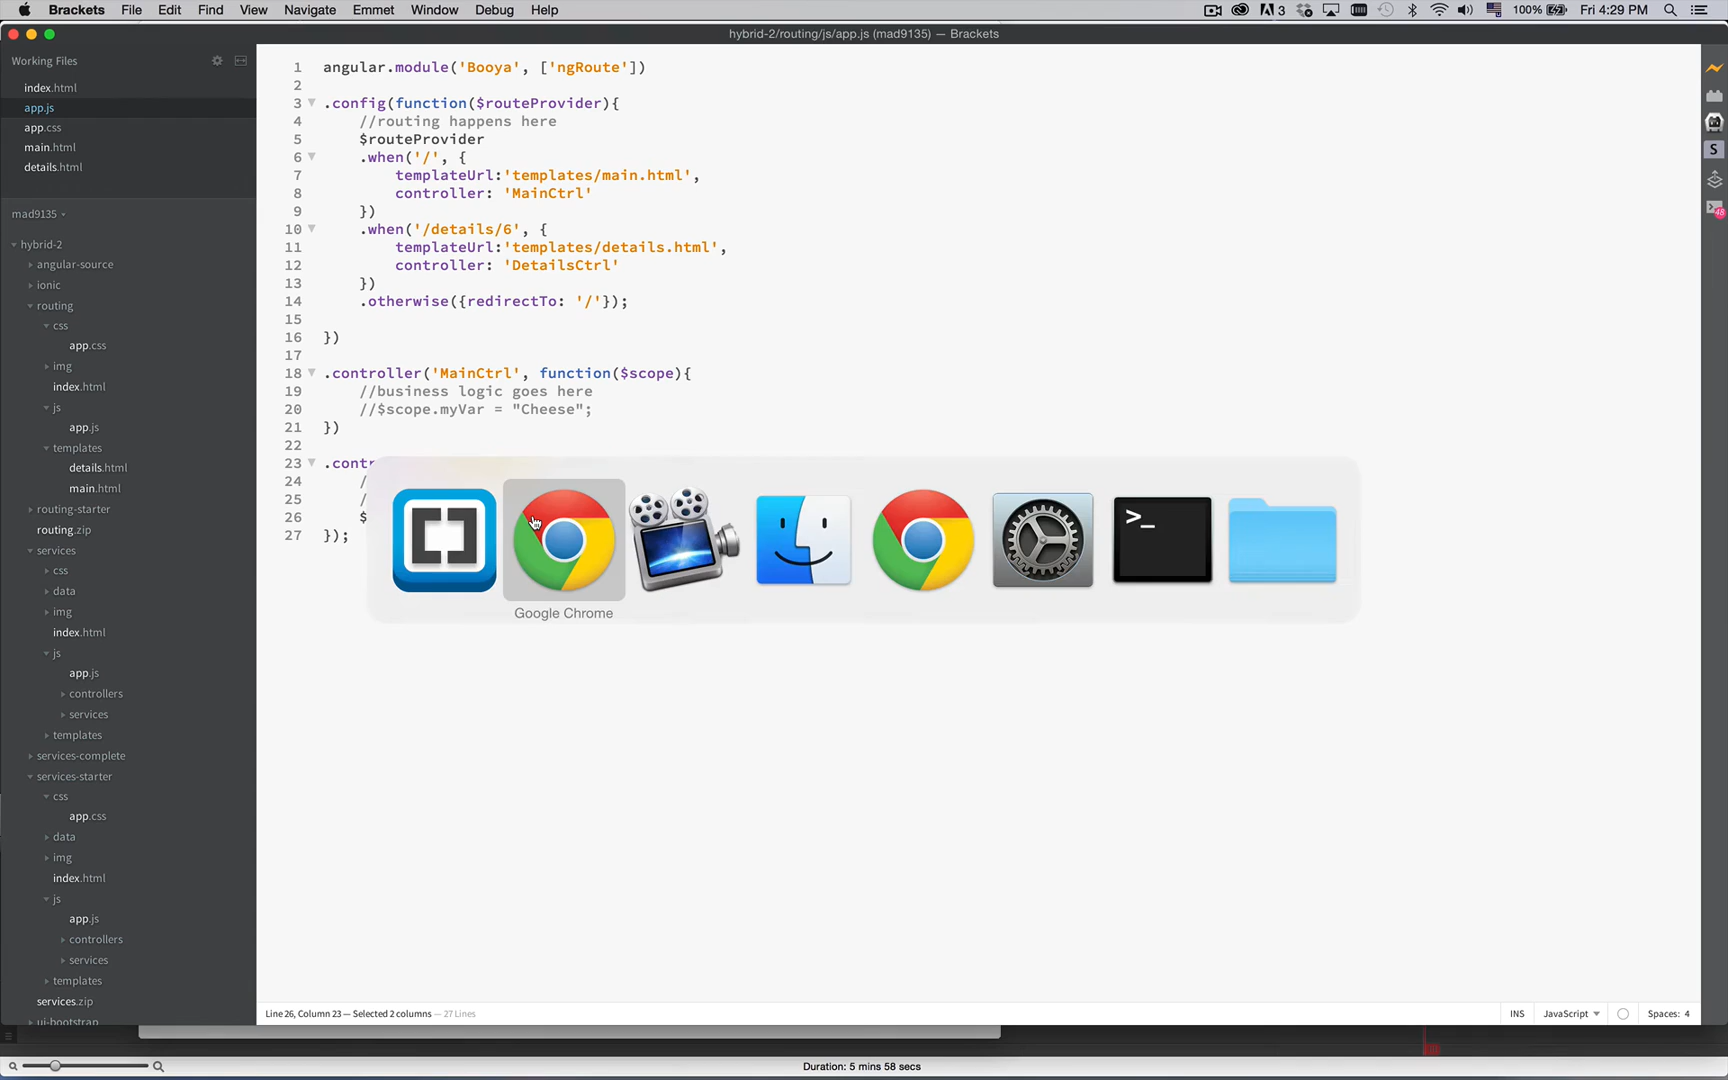 Brackets File Edit Find View Navigate Emmet Window Debug Help 3 100% Fri 4:29 PM
hybrid-2/routing/js/app.js (mad9135) — Brackets
Working Files
index.html
app.js
app.css
main.html
details.html
mad9135
hybrid-2
angular-source
ionic
routing
css
app.css
img
index.html
js
app.js
templates
details.html
main.html
routing-starter
routing.zip
services
css
data
img
index.html
js
app.js
controllers
services
templates
services-complete
services-starter
css
app.css
data
img
index.html
js
app.js
controllers
services
templates
services.zip
ui-bootstrap
1 angular.module('Booya', ['ngRoute'])
2
3 .config(function($routeProvider){
4 //routing happens here
5 $routeProvider
6 .when('/', {
7 templateUrl:'templates/main.html',
8 controller: 'MainCtrl'
9 })
10 .when('/details/6', {
11 templateUrl:'templates/details.html',
12 controller: 'DetailsCtrl'
13 })
14 .otherwise({redirectTo: '/'});
15
16 })
17
18 .controller('MainCtrl', function($scope){
19 //business logic goes here
20 //$scope.myVar = "Cheese";
21 })
22
23 .contr
24 /
25 /
26 $
27 });
>_
Google Chrome
S
48
Line 26, Column 23 — Selected 2 columns — 27 Lines
INS JavaScript Spaces: 4
Duration: 5 mins 58 secs